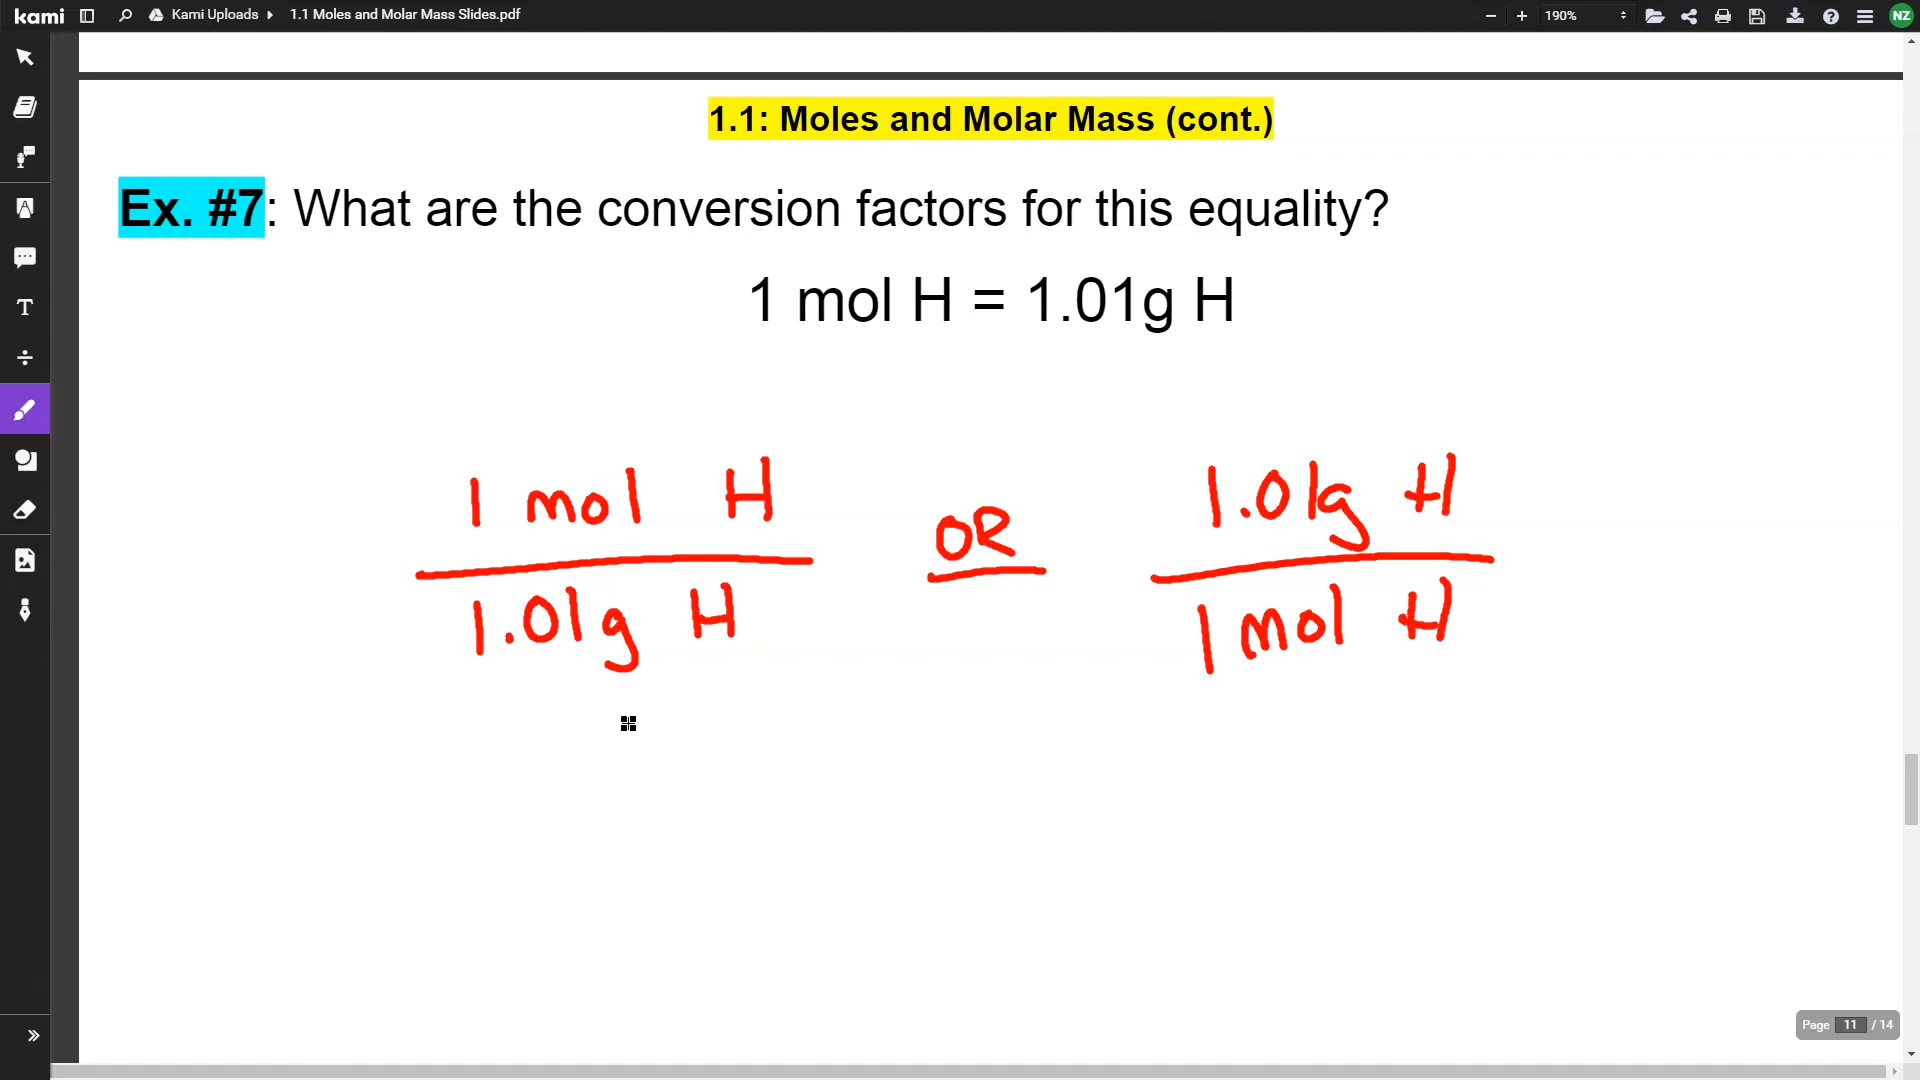 kami Kami Uploads 1.1 Moles and Molar Mass Slides.pdf 190% NZ
1.1: Moles and Molar Mass (cont.)
Ex. #7: What are the conversion factors for this equality?
1 mol H = 1.01g H
1 mol H
1.01g H
OR
1.01g H
1 mol H
Page 11 / 14